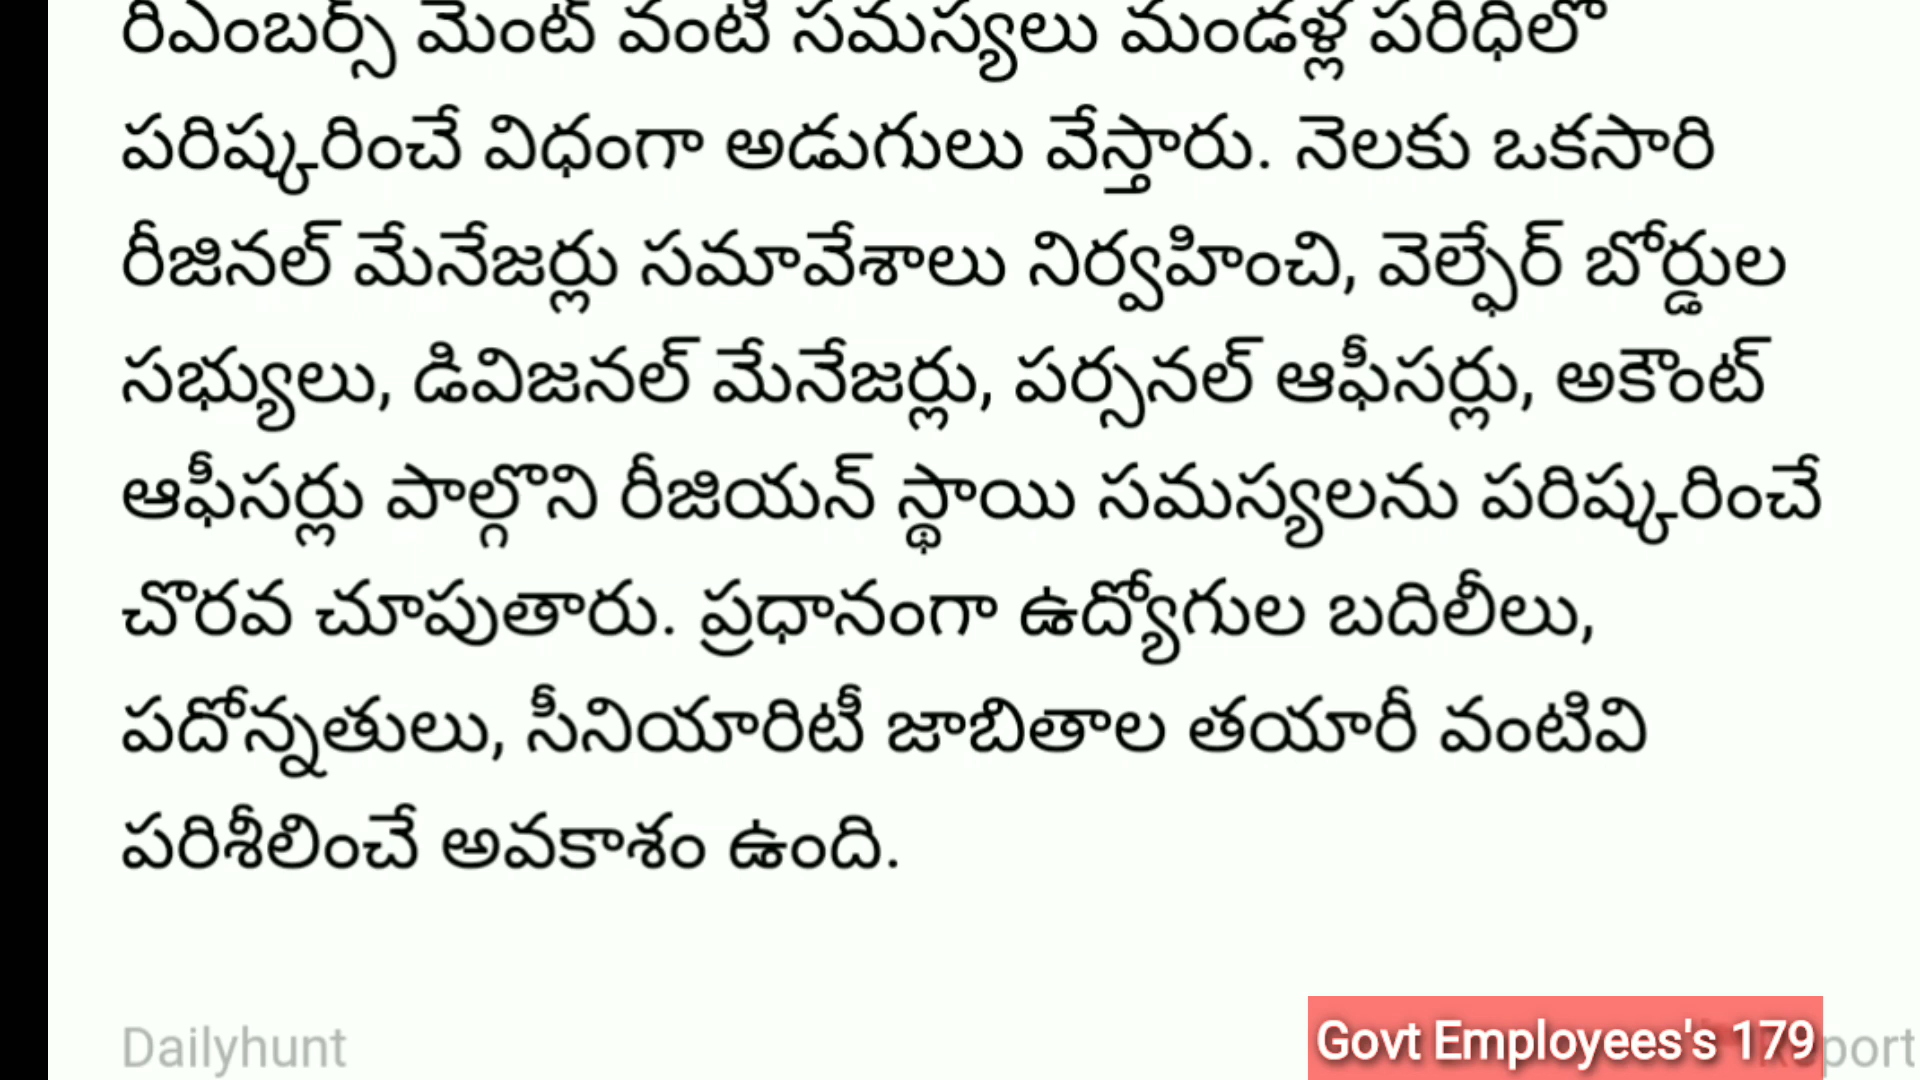 రీఎంబర్స్ మెంట్ వంటి సమస్యలు మండళ్ల పరిధిలో
పరిష్కరించే విధంగా అడుగులు వేస్తారు. నెలకు ఒకసారి
రీజినల్ మేనేజర్లు సమావేశాలు నిర్వహించి, వెల్ఫేర్ బోర్డుల
సభ్యులు, డివిజనల్ మేనేజర్లు, పర్సనల్ ఆఫీసర్లు, అకౌంట్
ఆఫీసర్లు పాల్గొని రీజియన్ స్థాయి సమస్యలను పరిష్కరించే
చొరవ చూపుతారు. ప్రధానంగా ఉద్యోగుల బదిలీలు,
పదోన్నతులు, సీనియారిటీ జాబితాల తయారీ వంటివి
పరిశీలించే అవకాశం ఉంది.
Dailyhunt
Govt Employees's 179